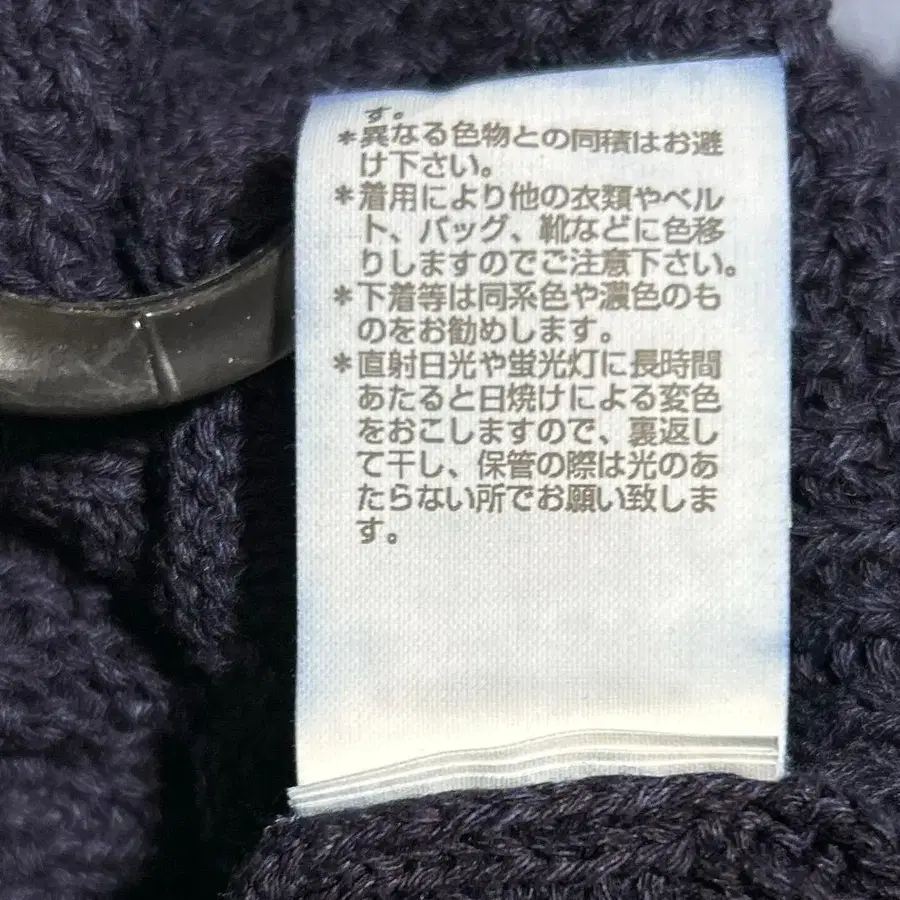 す。
*異なる色物との同積はお避
け下さい。
*着用により他の衣類やベル
ト、バッグ、靴などに色移
りしますのでご注意下さい。
*下着等は同系色や濃色のも
のをお勧めします。
*直射日光や蛍光灯に長時間
あたると日焼けによる変色
をおこしますので、裏返し
て干し、保管の際は光のあ
たらない所でお願い致しま
す。